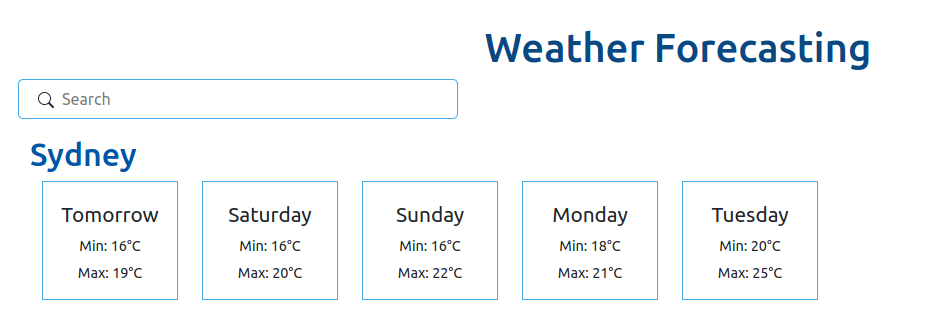 Weather Forecasting
Search
Sydney
Tomorrow
Min: 16°C
Max: 19°C
Saturday
Min: 16°C
Max: 20°C
Sunday
Min: 16°C
Max: 22°C
Monday
Min: 18°C
Max: 21°C
Tuesday
Min: 20°C
Max: 25°C